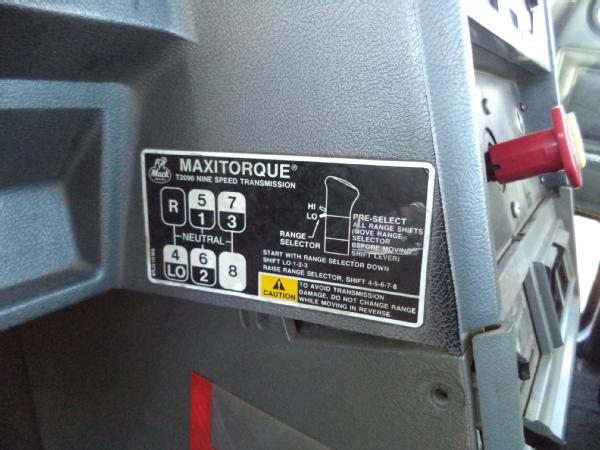 Mack
MAXITORQUE®
T2090 NINE SPEED TRANSMISSION
R 5 7
1 3
NEUTRAL
4 6 8
LO 2
HI
LO
RANGE
SELECTOR
PRE-SELECT
ALL RANGE SHIFTS
(MOVE RANGE
SELECTOR
BEFORE MOVING
SHIFT LEVER)
START WITH RANGE SELECTOR DOWN
SHIFT LO-1-2-3
RAISE RANGE SELECTOR, SHIFT 4-5-6-7-8
CAUTION
TO AVOID TRANSMISSION
DAMAGE, DO NOT CHANGE RANGE
WHILE MOVING IN REVERSE.